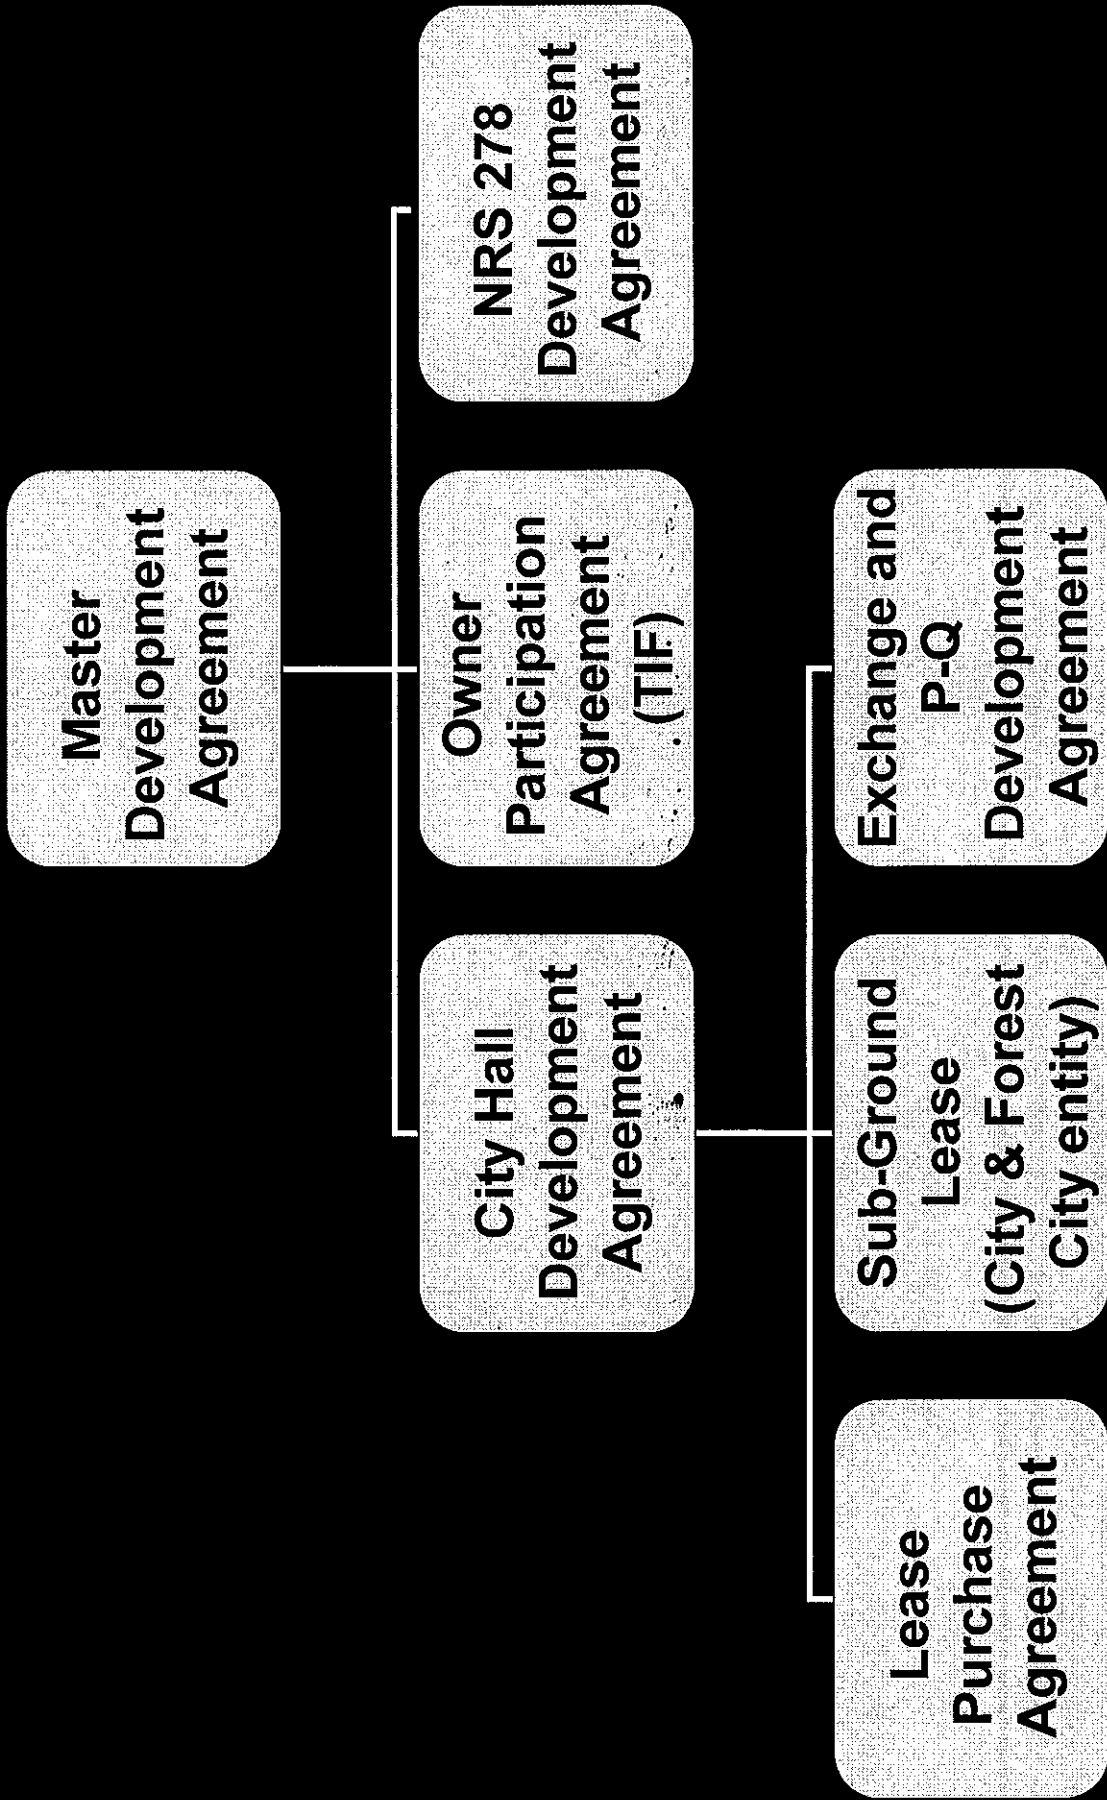 Master
Development
Agreement
City Hall
Development
Agreement
Owner
Participation
Agreement
(TIF)
NRS 278
Development
Agreement
Lease
Purchase
Agreement
Sub-Ground
Lease
(City & Forest
City entity)
Exchange and
P-Q
Development
Agreement